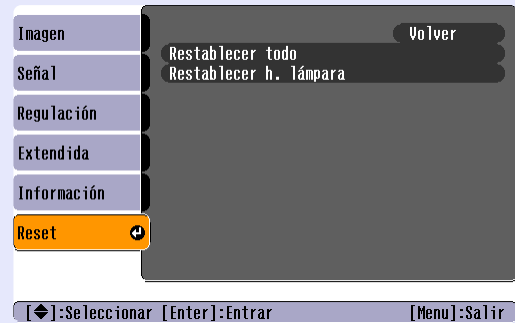 Imagen
Señal
Regulación
Extendida
Información
Reset
Volver
Restablecer todo
Restablecer h. lámpara
[◆]:Seleccionar [Enter]:Entrar [Menu]:Salir